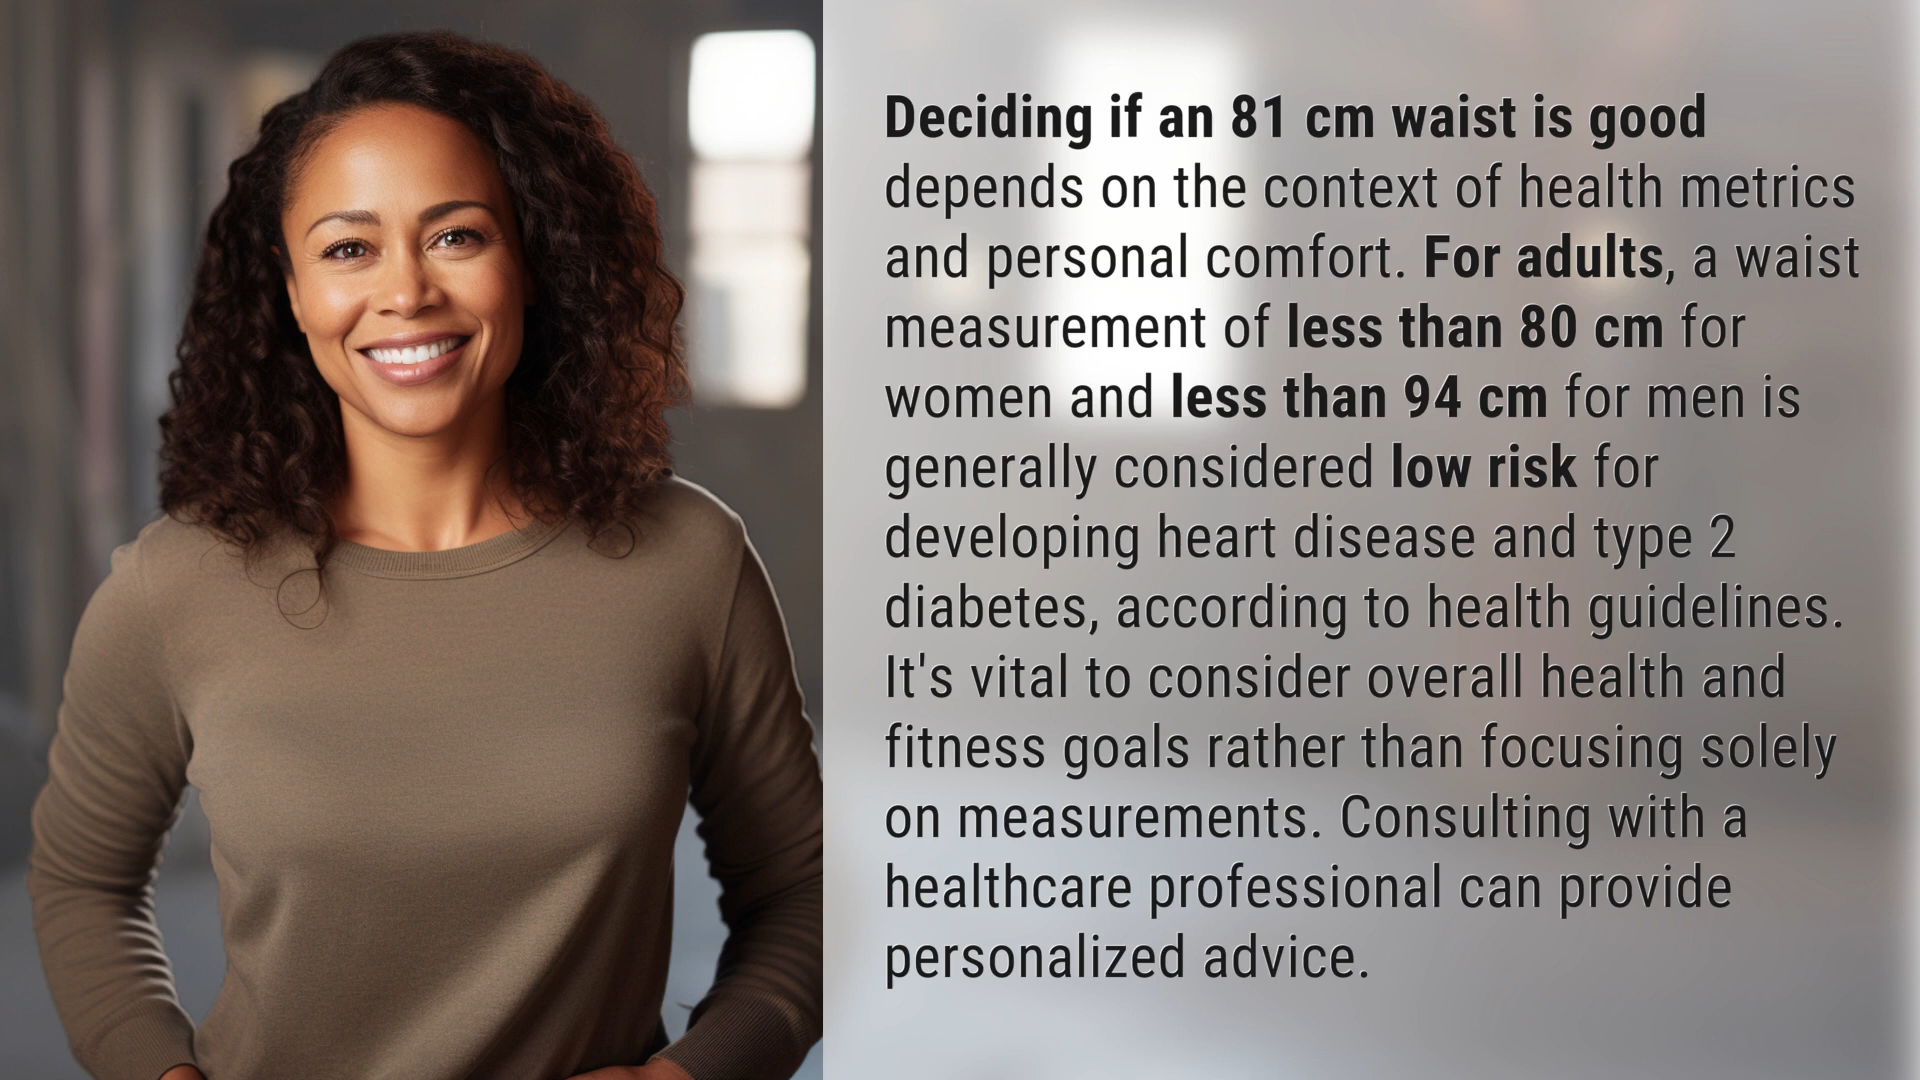 Deciding if an 81 cm waist is good
depends on the context of health metrics
and personal comfort. For adults, a waist
measurement of less than 80 cm for
women and less than 94 cm for men is
generally considered low risk for
developing heart disease and type 2
diabetes, according to health guidelines.
It's vital to consider overall health and
fitness goals rather than focusing solely
on measurements. Consulting with a
healthcare professional can provide
personalized advice.